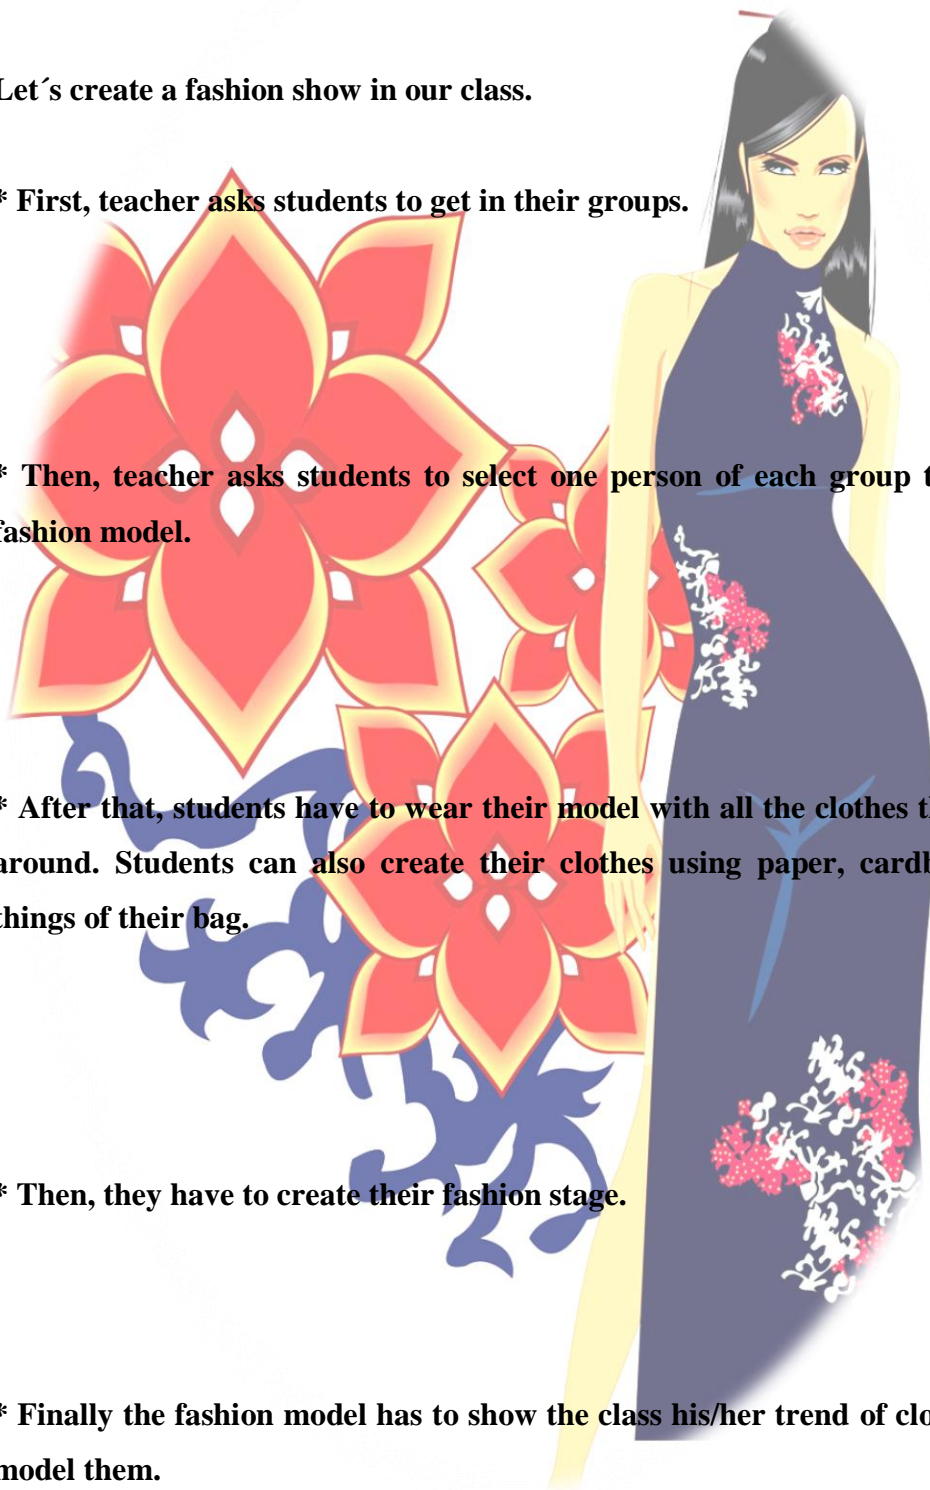 Let´s create a fashion show in our class.
* First, teacher asks students to get in their groups.
* Then, teacher asks students to select one person of each group
fashion model.
* After that, students have to wear their model with all the clothes
around. Students can also create their clothes using paper,
things of their bag.
* Then, they have to create their fashion stage.
* Finally the fashion model has to show the class his/her trend of
model them.